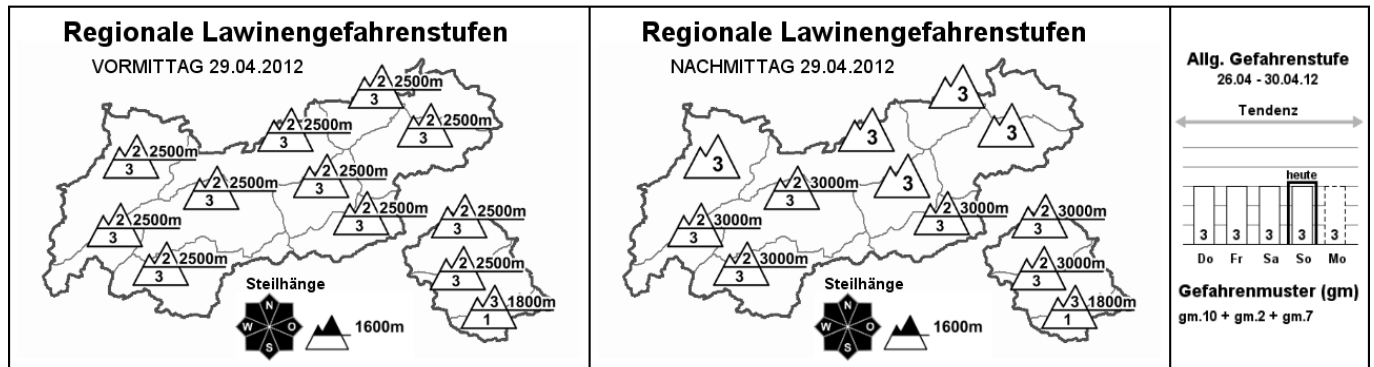 Regionale Lawinengefahrenstufen
VORMITTAG 29.04.2012
2 2500m
3
2 2500m
3
2 2500m
3
2 2500m
3
2 2500m
3
2 2500m
3
2 2500m
3
2 2500m
3
2 2500m
3
2 2500m
3
2 2500m
3
3 1800m
1
Steilhänge
N
W O
S
1600m
Regionale Lawinengefahrenstufen
NACHMITTAG 29.04.2012
3
3
3
3
3
2 3000m
3
2 3000m
3
2 3000m
3
2 3000m
3
2 3000m
3
2 3000m
3
3 1800m
1
Steilhänge
N
W O
S
1600m
Allg. Gefahrenstufe
26.04 - 30.04.12
Tendenz
heute
3 3 3 3 3
Do Fr Sa So Mo
Gefahrenmuster (gm)
gm.10 + gm.2 + gm.7